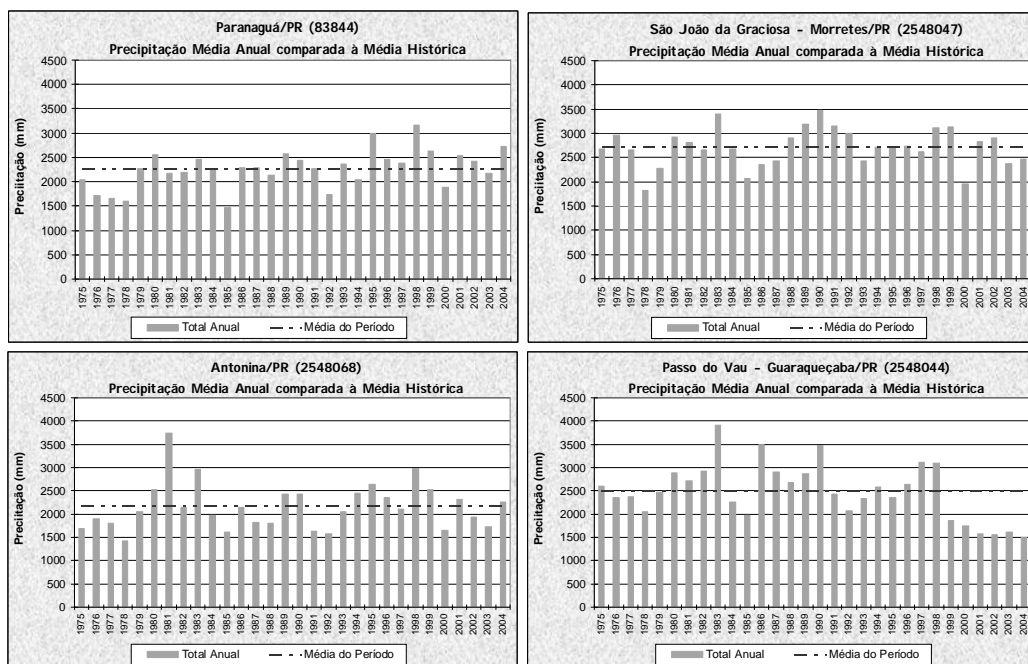 Paranaguá/PR (83844)
Precipitação Média Anual comparada à Média Histórica
Preciitação (mm)
4500
4000
3500
3000
2500
2000
1500
1000
500
0
1975 1976 1977 1978 1979 1980 1981 1982 1983 1984 1985 1986 1987 1988 1989 1990 1991 1992 1993 1994 1995 1996 1997 1998 1999 2000 2001 2002 2003 2004
Total Anual Média do Período
São João da Graciosa - Morretes/PR (2548047)
Precipitação Média Anual comparada à Média Histórica
Preciitação (mm)
4500
4000
3500
3000
2500
2000
1500
1000
500
0
1975 1976 1977 1978 1979 1980 1981 1982 1983 1984 1985 1986 1987 1988 1989 1990 1991 1992 1993 1994 1995 1996 1997 1998 1999 2000 2001 2002 2003 2004
Total Anual Média do Período
Antonina/PR (2548068)
Precipitação Média Anual comparada à Média Histórica
Preciitação (mm)
4500
4000
3500
3000
2500
2000
1500
1000
500
0
1975 1976 1977 1978 1979 1980 1981 1982 1983 1984 1985 1986 1987 1988 1989 1990 1991 1992 1993 1994 1995 1996 1997 1998 1999 2000 2001 2002 2003 2004
Total Anual Média do Período
Passo do Vau - Guaraqueçaba/PR (2548044)
Precipitação Média Anual comparada à Média Histórica
Preciitação (mm)
4500
4000
3500
3000
2500
2000
1500
1000
500
0
1975 1976 1977 1978 1979 1980 1981 1982 1983 1984 1985 1986 1987 1988 1989 1990 1991 1992 1993 1994 1995 1996 1997 1998 1999 2000 2001 2002 2003 2004
Total Anual Média do Período